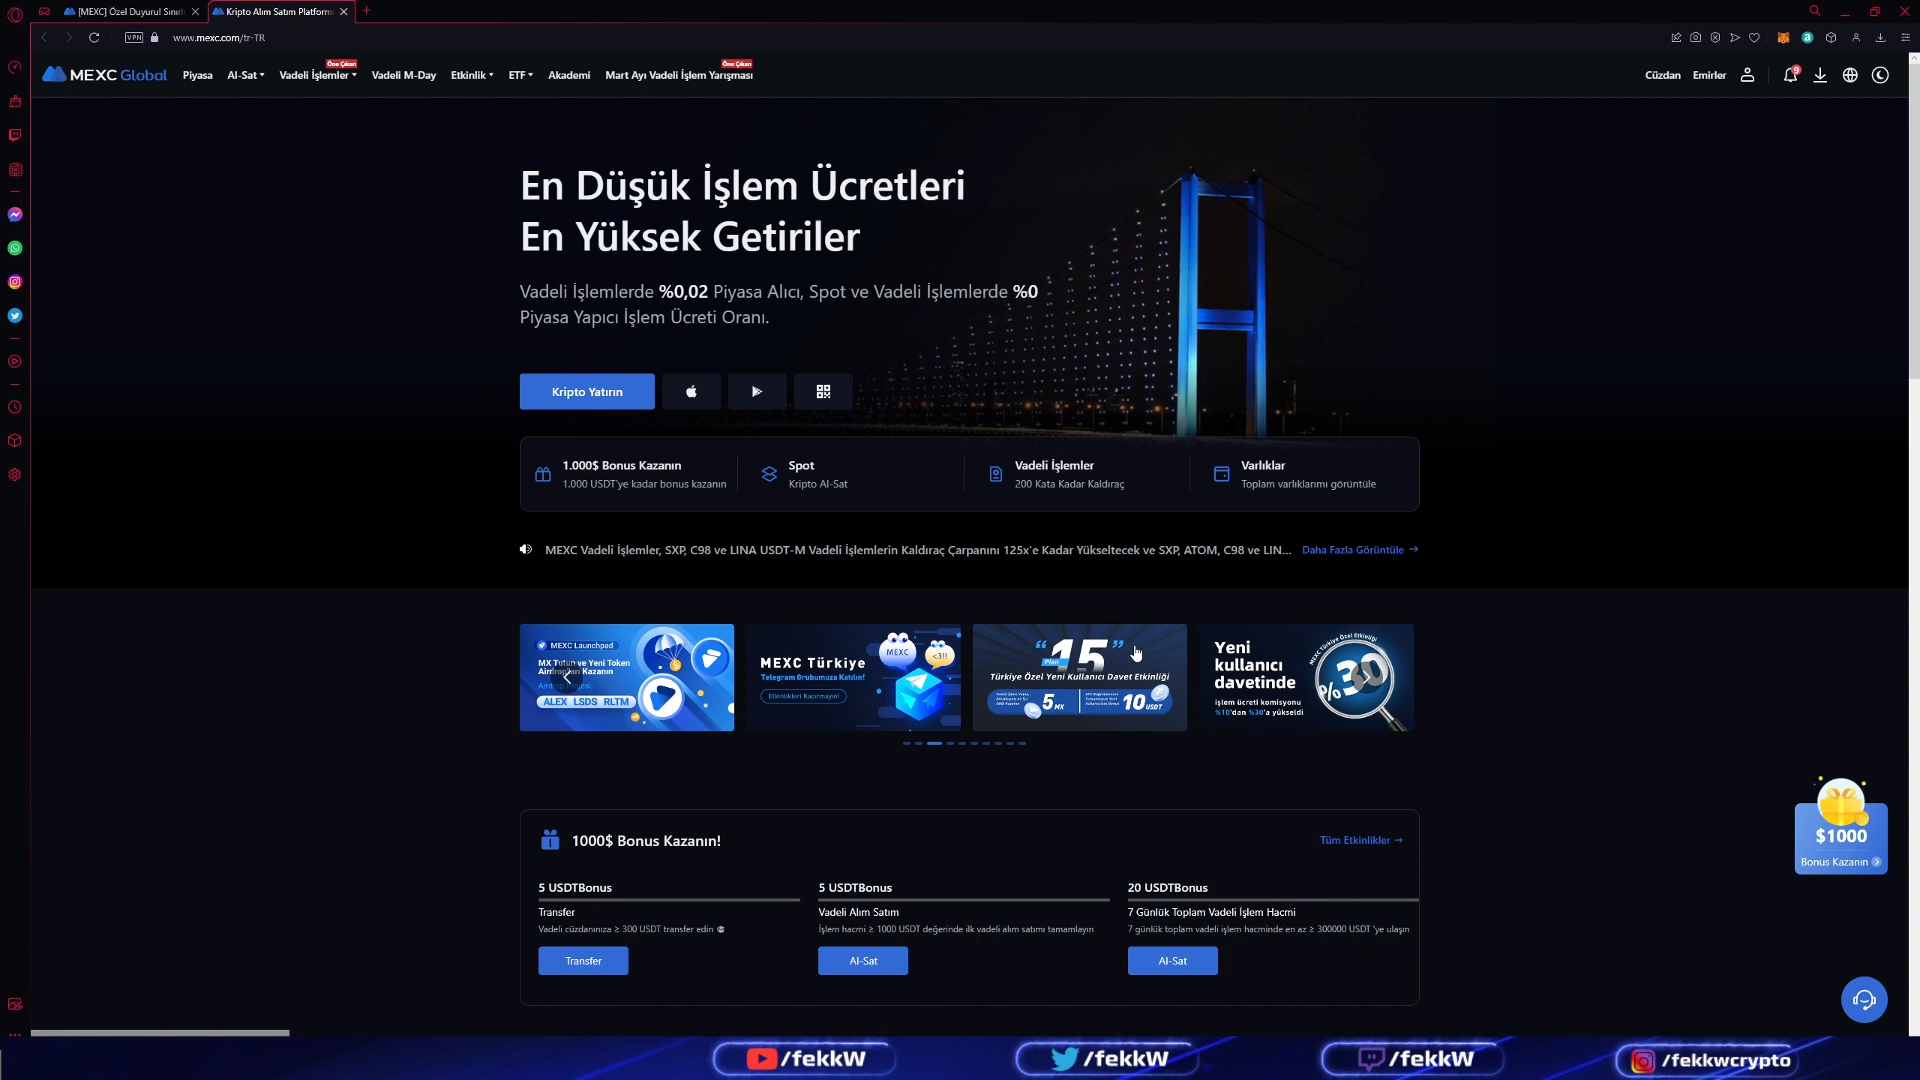 [MEXC] Özel Duyuru! Sınırlı
Kripto Alım Satım Platform
VPN
www.mexc.com/tr-TR
MEXC Global
Piyasa
Al-Sat
Vadeli İşlemler
Öne Çıkan
Vadeli M-Day
Etkinlik
ETF
Akademi
Mart Ayı Vadeli İşlem Yarışması
Öne Çıkan
Cüzdan
Emirler
9
En Düşük İşlem Ücretleri
En Yüksek Getiriler
Vadeli İşlemlerde %0,02 Piyasa Alıcı, Spot ve Vadeli İşlemlerde %0
Piyasa Yapıcı İşlem Ücreti Oranı.
Kripto Yatırın
1.000$ Bonus Kazanın
1.000 USDT'ye kadar bonus kazanın
Spot
Kripto Al-Sat
Vadeli İşlemler
200 Kata Kadar Kaldıraç
Varlıklar
Toplam varlıklarımı görüntüle
MEXC Vadeli İşlemler, SXP, C98 ve LINA USDT-M Vadeli İşlemlerin Kaldıraç Çarpanını 125x'e Kadar Yükseltecek ve SXP, ATOM, C98 ve LIN...
Daha Fazla Görüntüle →
MEXC Launchpad
MX Tutun ve Yeni Token
Airdropları Kazanın
ALEX LSDS RLTM
MEXC Türkiye
Telegram Grubumuza Katılın!
Etkinlikleri Kaçırmayın!
MEXC
<3!!
"15"
Plan
Türkiye Özel Yeni Kullanıcı Davet Etkinliği
5 MX
10 USDT
Yeni
kullanıcı
davetinde
işlem ücreti komisyonu
%10'dan %30'a yükseldi
MEXC Türkiye Özel Etkinliği
%30
1000$ Bonus Kazanın!
Tüm Etkinlikler →
5 USDTBonus
Transfer
Vadeli cüzdanınıza ≥ 300 USDT transfer edin
Transfer
5 USDTBonus
Vadeli Alım Satım
İşlem hacmi ≥ 1000 USDT değerinde ilk vadeli alım satımı tamamlayın
Al-Sat
20 USDTBonus
7 Günlük Toplam Vadeli İşlem Hacmi
7 günlük toplam vadeli işlem hacminde en az ≥ 300000 USDT 'ye ulaşın
Al-Sat
$1000
Bonus Kazanın
/fekkW
/fekkW
/fekkW
/fekkwcrypto